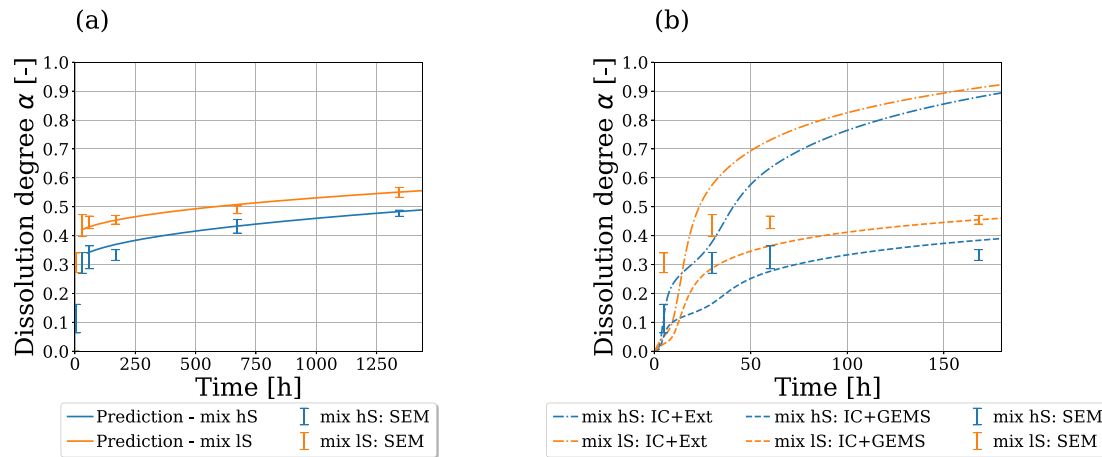 (a)
Dissolution degree α [-]
1.0
0.9
0.8
0.7
0.6
0.5
0.4
0.3
0.2
0.1
0.0
0 250 500 750 1000 1250
Time [h]
Prediction - mix hS
Prediction - mix lS
mix hS: SEM
mix lS: SEM
(b)
Dissolution degree α [-]
1.0
0.9
0.8
0.7
0.6
0.5
0.4
0.3
0.2
0.1
0.0
0 50 100 150
Time [h]
mix hS: IC+Ext
mix lS: IC+Ext
mix hS: IC+GEMS
mix lS: IC+GEMS
mix hS: SEM
mix lS: SEM